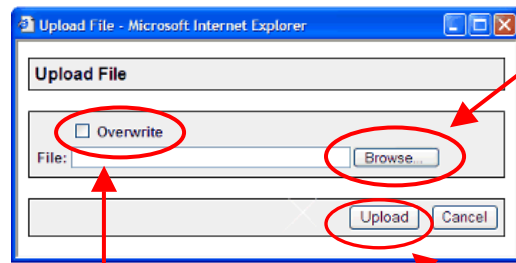 Upload File - Microsoft Internet Explorer
Upload File
Overwrite
File: Browse...
Upload Cancel